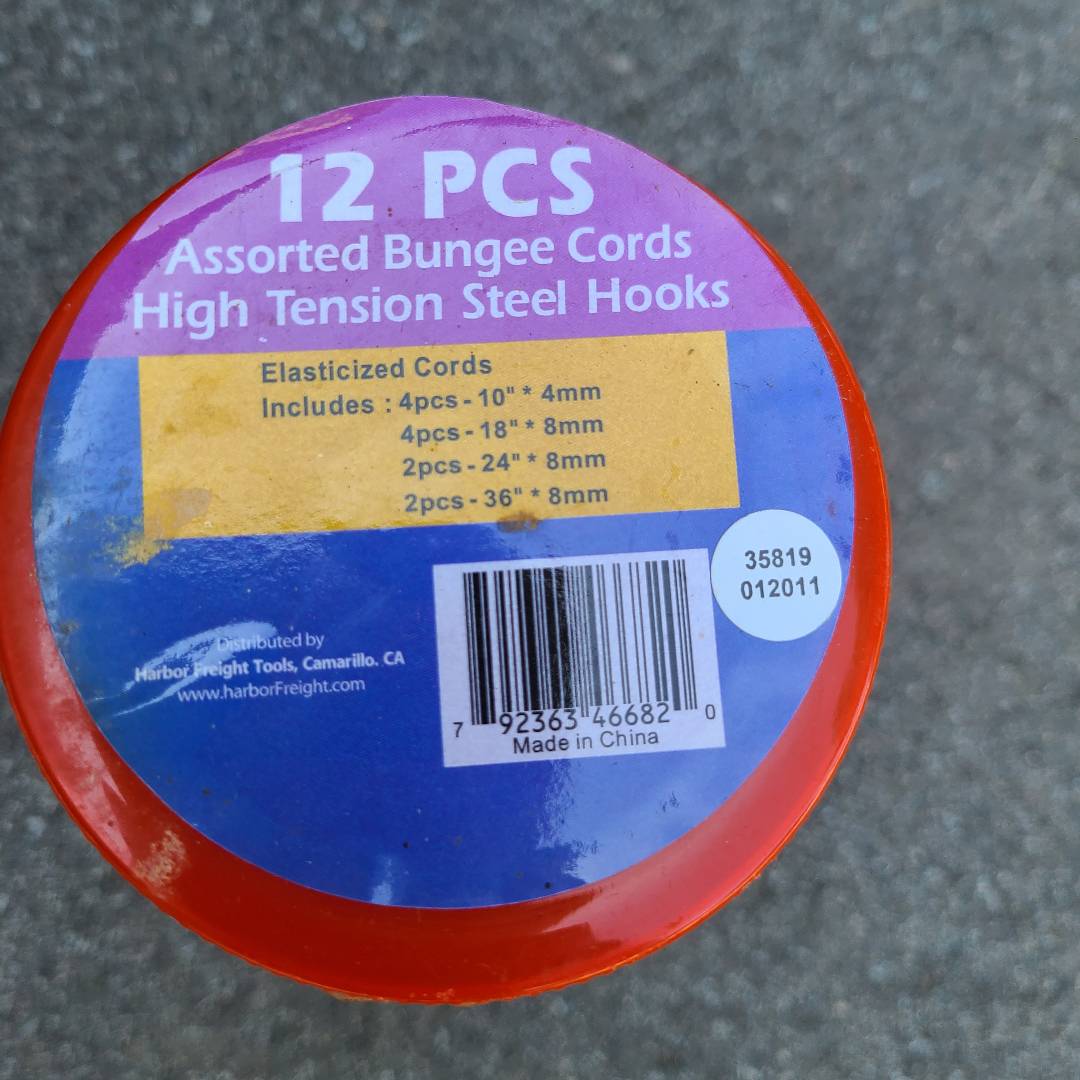 12 PCS
Assorted Bungee Cords
High Tension Steel Hooks
Elasticized Cords
Includes : 4pcs - 10" * 4mm
4pcs - 18" * 8mm
2pcs - 24" * 8mm
2pcs - 36" * 8mm
35819
012011
Distributed by
Harbor Freight Tools, Camarillo. CA
www.harborFreight.com
7 92363 46682 0
Made in China